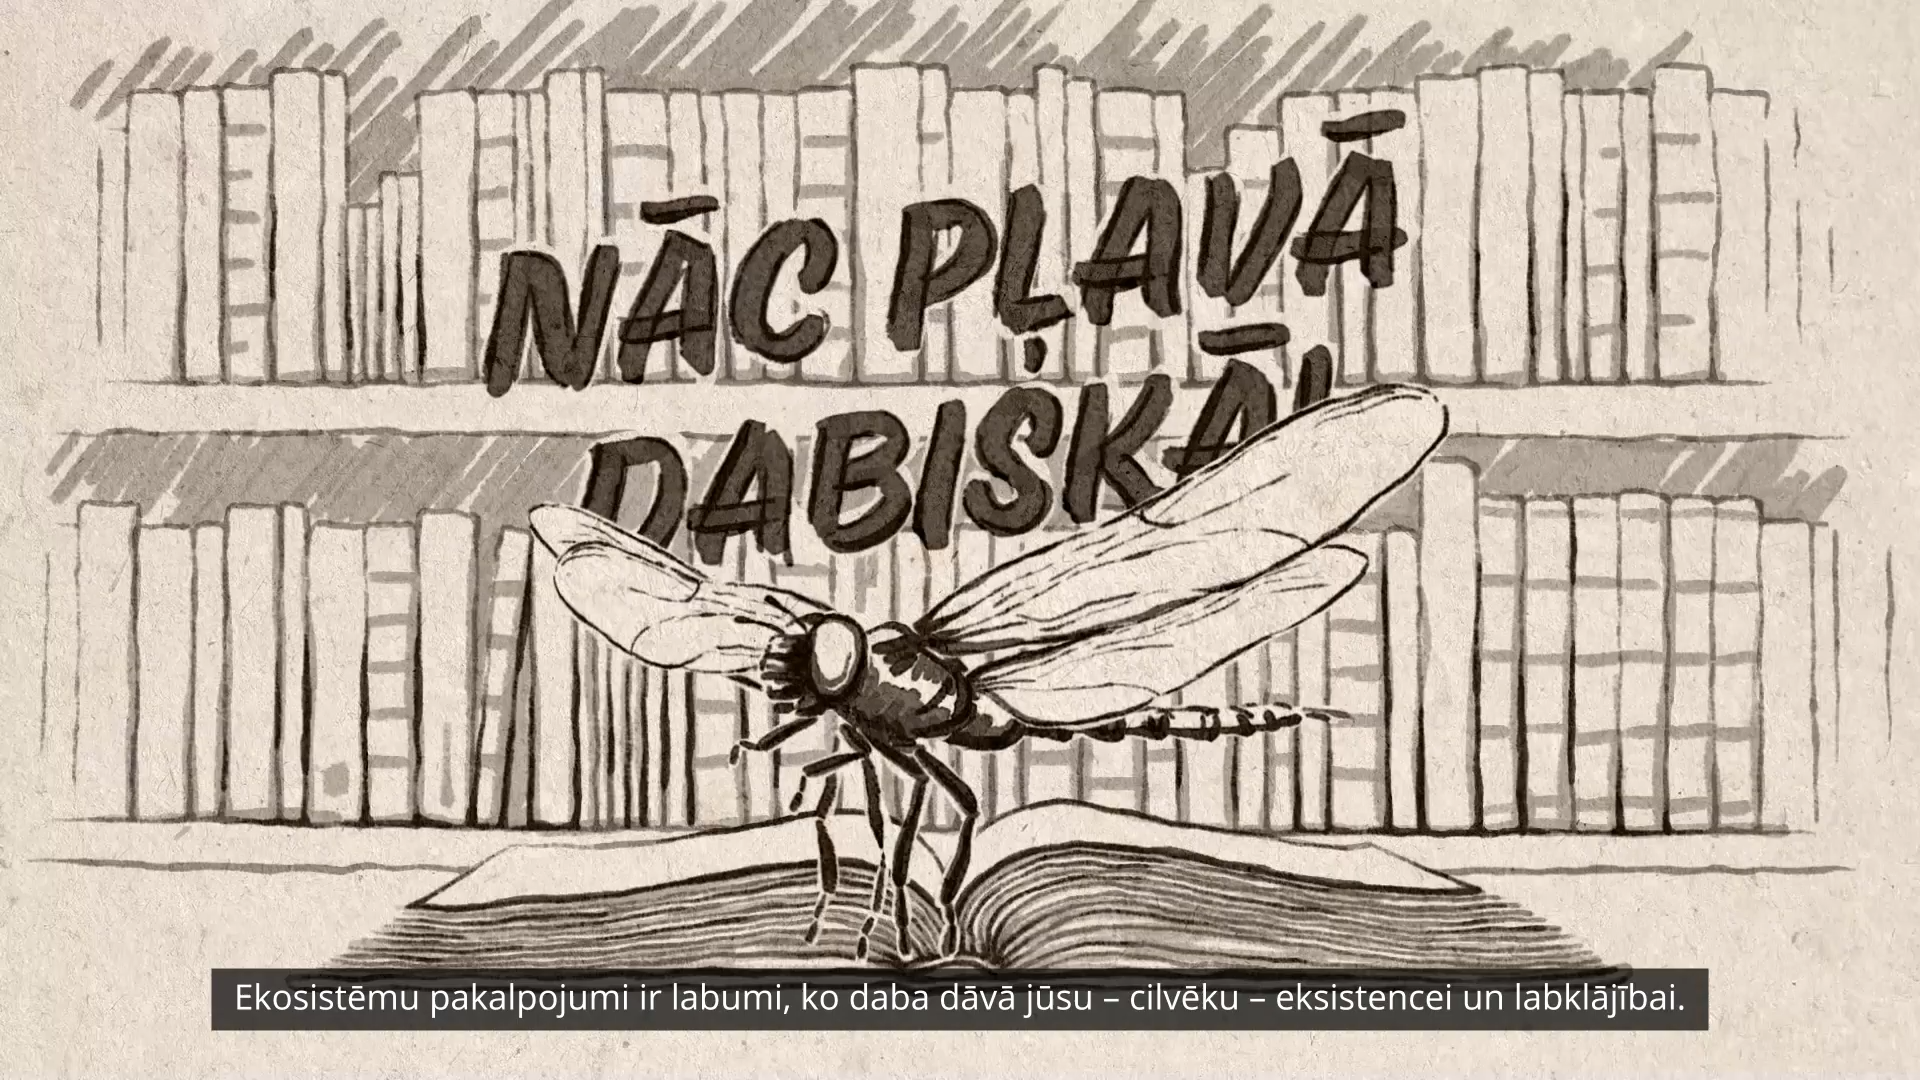 NĀC PĻAVĀ
DABISKĀ!
Ekosistēmu pakalpojumi ir labumi, ko daba dāvā jūsu – cilvēku – eksistencei un labklājībai.